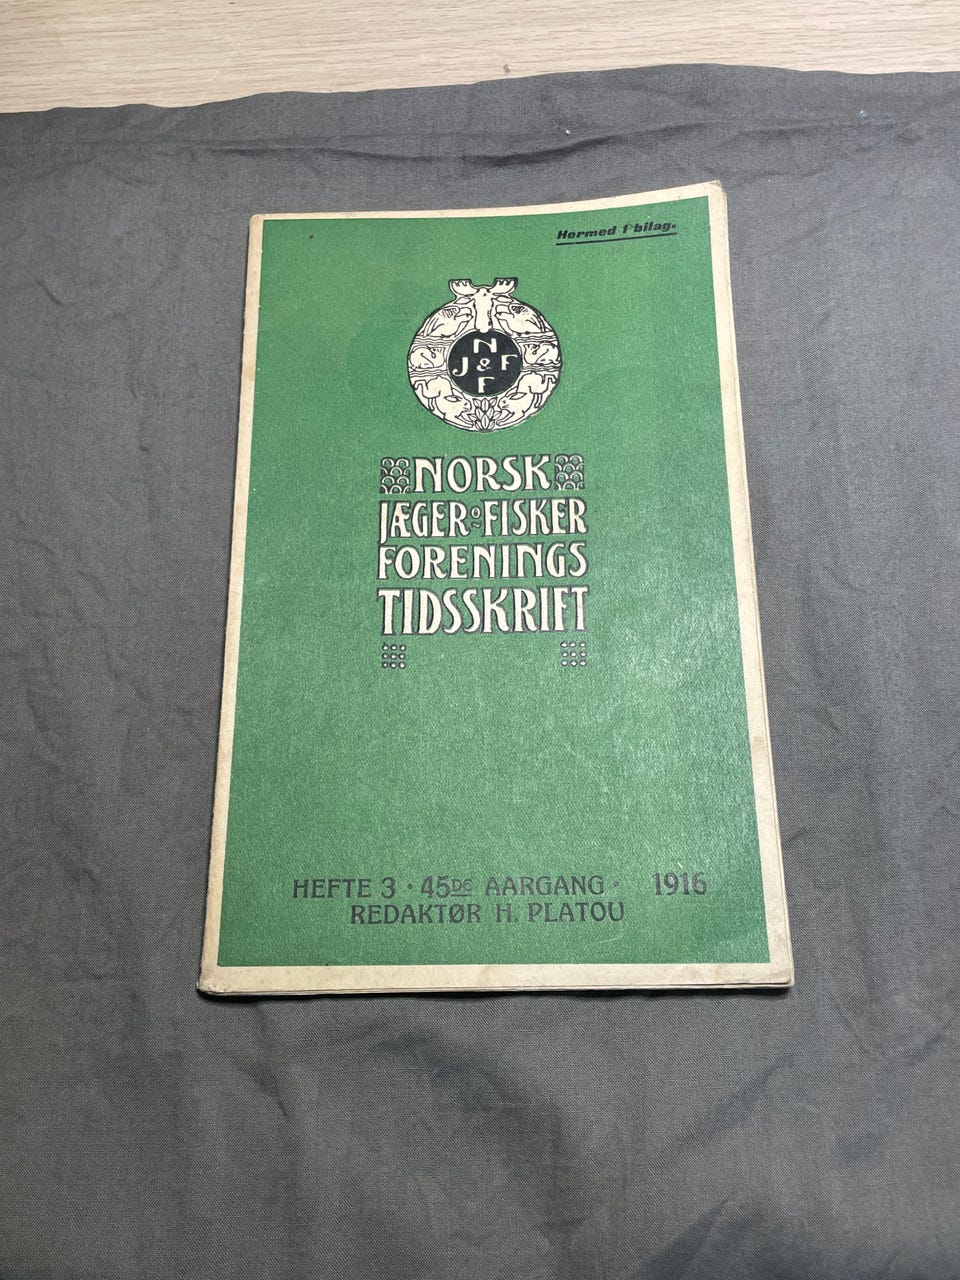 Hermed 1 bilag.
N
J & F
F
NORSK
JÆGER o FISKER
FORENINGS
TIDSSKRIFT
HEFTE 3 · 45DE AARGANG · 1916
REDAKTØR H. PLATOU